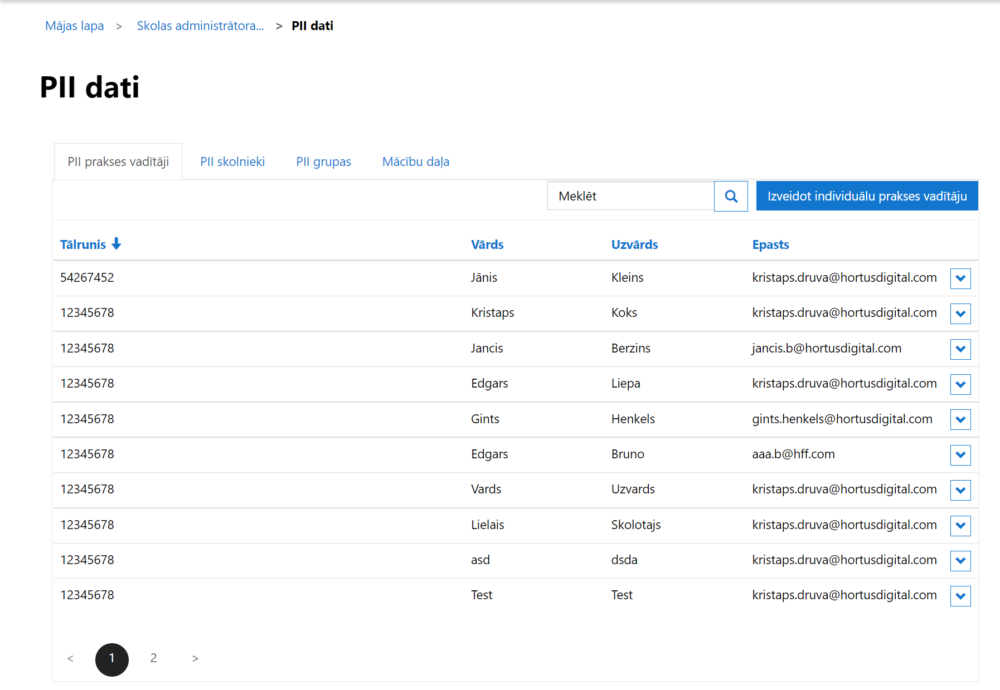 Mājas lapa > Skolas administrātora... > PII dati
PII dati
PII prakses vadītāji PII skolnieki PII grupas Mācību daļa
Meklēt Izveidot individuālu prakses vadītāju
Tālrunis Vārds Uzvārds Epasts
54267452 Jānis Kleins kristaps.druva@hortusdigital.com
12345678 Kristaps Koks kristaps.druva@hortusdigital.com
12345678 Jancis Berzins jancis.b@hortusdigital.com
12345678 Edgars Liepa kristaps.druva@hortusdigital.com
12345678 Gints Henkels gints.henkels@hortusdigital.com
12345678 Edgars Bruno aaa.b@hff.com
12345678 Vards Uzvards kristaps.druva@hortusdigital.com
12345678 Lielais Skolotajs kristaps.druva@hortusdigital.com
12345678 asd dsda kristaps.druva@hortusdigital.com
12345678 Test Test kristaps.druva@hortusdigital.com
< 1 2 >